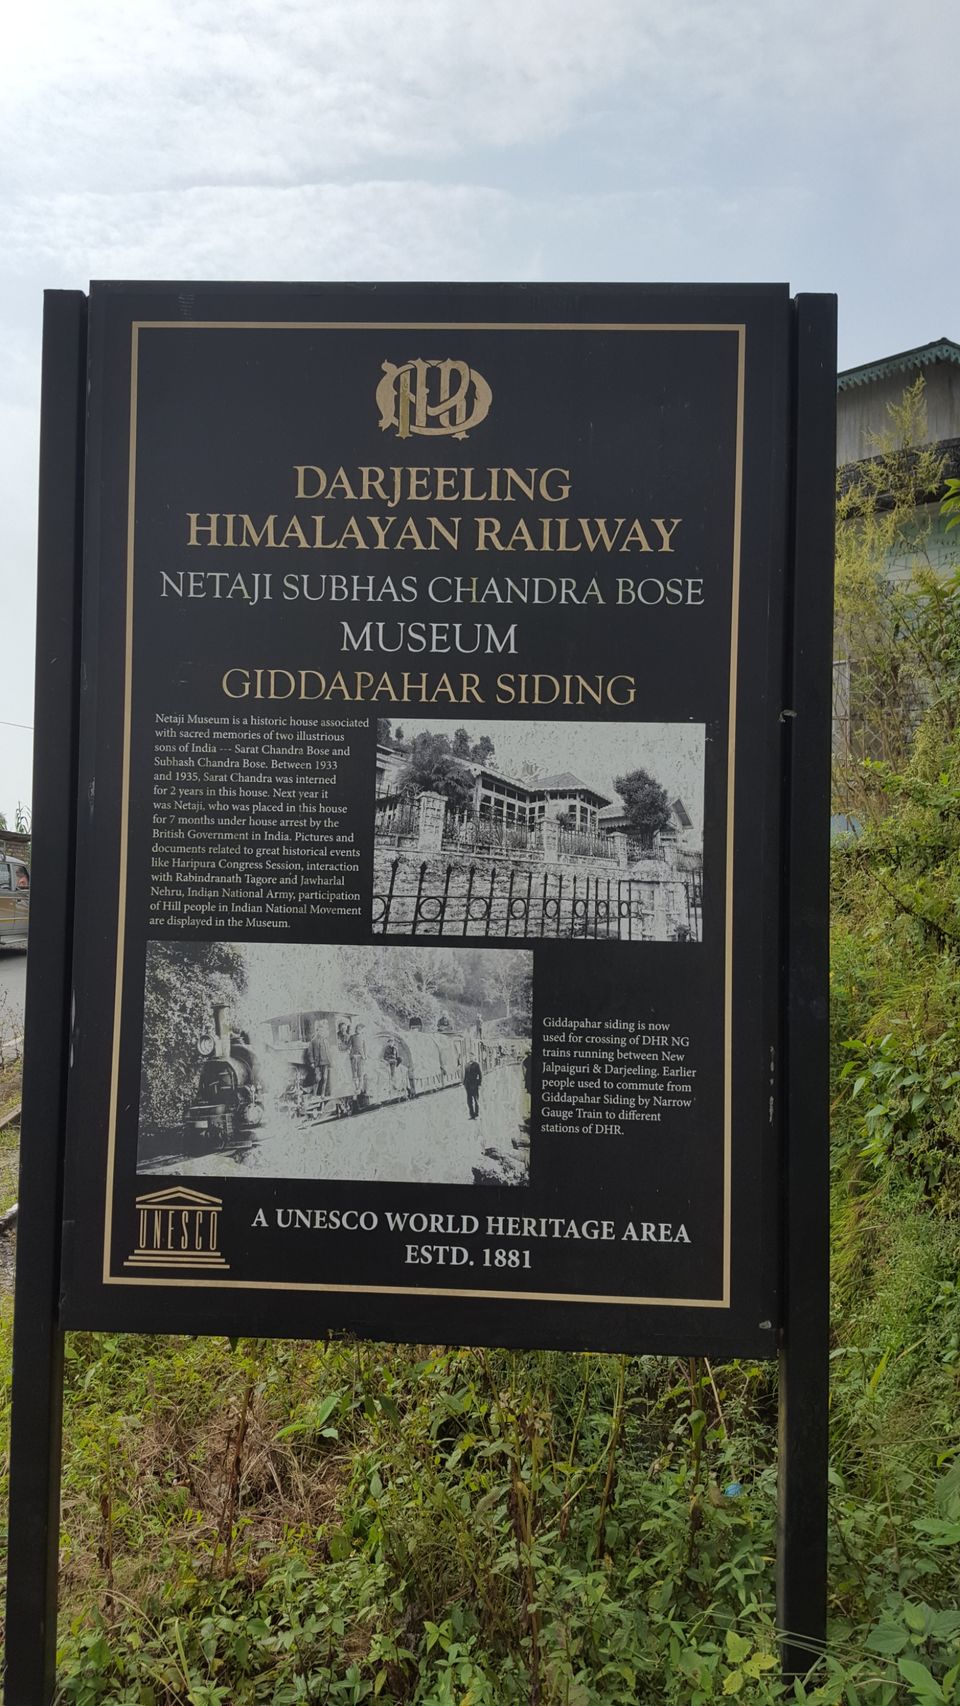 DHR
DARJEELING
HIMALAYAN RAILWAY
NETAJI SUBHAS CHANDRA BOSE
MUSEUM
GIDDAPAHAR SIDING
Netaji Museum is a historic house associated
with sacred memories of two illustrious
sons of India --- Sarat Chandra Bose and
Subhash Chandra Bose. Between 1933
and 1935, Sarat Chandra was interned
for 2 years in this house. Next year it
was Netaji, who was placed in this house
for 7 months under house arrest by the
British Government in India. Pictures and
documents related to great historical events
like Haripura Congress Session, interaction
with Rabindranath Tagore and Jawharlal
Nehru, Indian National Army, participation
of Hill people in Indian National Movement
are displayed in the Museum.
Giddapahar siding is now
used for crossing of DHR NG
trains running between New
Jalpaiguri & Darjeeling. Earlier
people used to commute from
Giddapahar Siding by Narrow
Gauge Train to different
stations of DHR.
UNESCO
A UNESCO WORLD HERITAGE AREA
ESTD. 1881